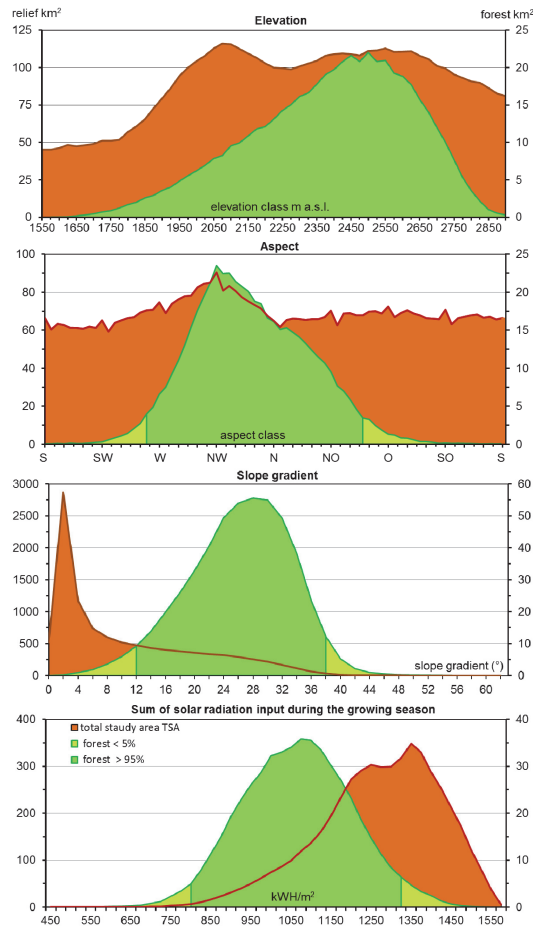 relief km² forest km²
Elevation
125 25
100 20
75 15
50 10
25 5
elevation class m a.s.l.
0 0
1550 1650 1750 1850 1950 2050 2150 2250 2350 2450 2550 2650 2750 2850
Aspect
100 25
80 20
60 15
40 10
20 5
aspect class
0 0
S SW W NW N NO O SO S
Slope gradient
3000 60
2500 50
2000 40
1500 30
1000 20
500 10
slope gradient (°)
0 0
0 4 8 12 16 20 24 28 32 36 40 44 48 52 56 60
Sum of solar radiation input during the growing season
400 40
total staudy area TSA
forest < 5%
forest > 95%
300 30
200 20
100 10
kWH/m²
0 0
450 550 650 750 850 950 1050 1150 1250 1350 1450 1550